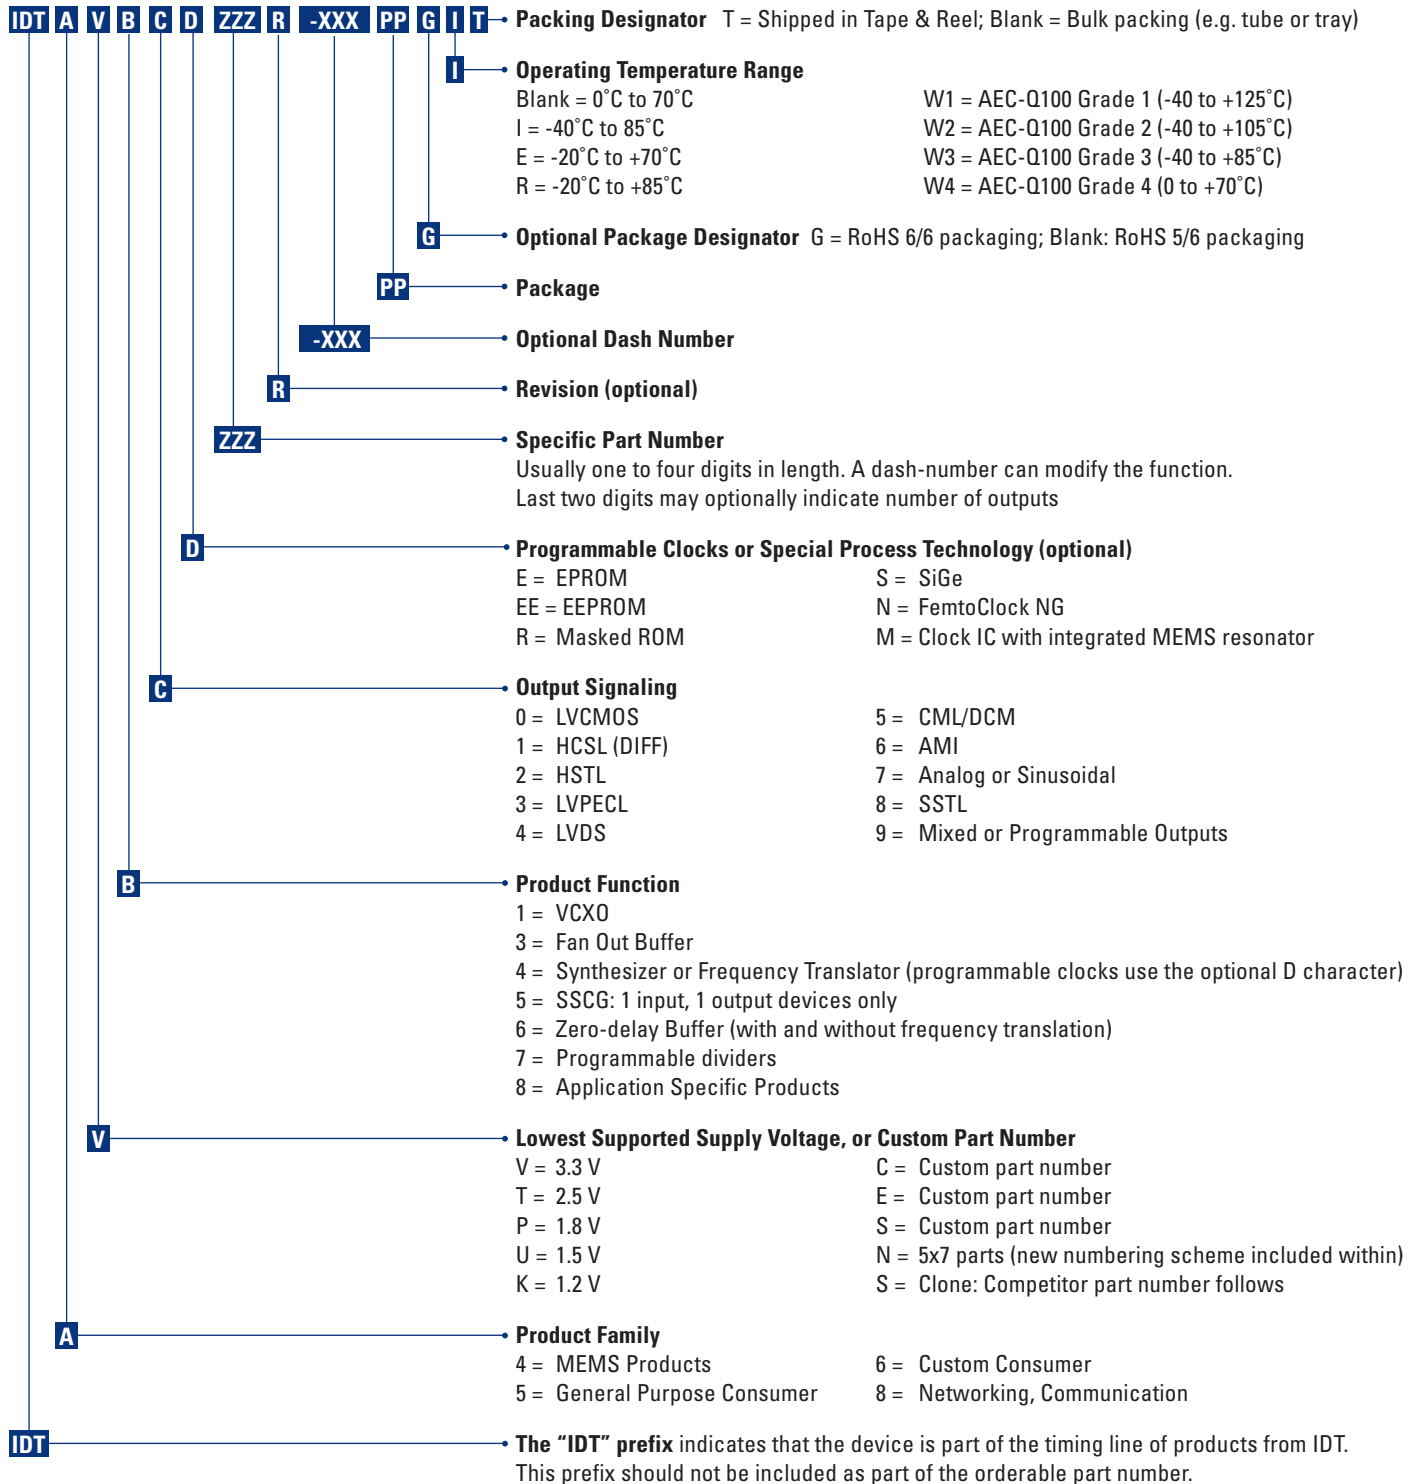 IDT A V B C D ZZZ R -XXX PP G I T Packing Designator T = Shipped in Tape & Reel; Blank = Bulk packing (e.g. tube or tray)
I Operating Temperature Range
Blank = 0˚C to 70˚C W1 = AEC-Q100 Grade 1 (-40 to +125˚C)
I = -40˚C to 85˚C W2 = AEC-Q100 Grade 2 (-40 to +105˚C)
E = -20˚C to +70˚C W3 = AEC-Q100 Grade 3 (-40 to +85˚C)
R = -20˚C to +85˚C W4 = AEC-Q100 Grade 4 (0 to +70˚C)
G • Optional Package Designator G = RoHS 6/6 packaging; Blank: RoHS 5/6 packaging
PP • Package
-XXX • Optional Dash Number
R • Revision (optional)
ZZZ • Specific Part Number
Usually one to four digits in length. A dash-number can modify the function.
Last two digits may optionally indicate number of outputs
D • Programmable Clocks or Special Process Technology (optional)
E = EPROM S = SiGe
EE = EEPROM N = FemtoClock NG
R = Masked ROM M = Clock IC with integrated MEMS resonator
C • Output Signaling
0 = LVCMOS 5 = CML/DCM
1 = HCSL (DIFF) 6 = AMI
2 = HSTL 7 = Analog or Sinusoidal
3 = LVPECL 8 = SSTL
4 = LVDS 9 = Mixed or Programmable Outputs
B • Product Function
1 = VCXO
3 = Fan Out Buffer
4 = Synthesizer or Frequency Translator (programmable clocks use the optional D character)
5 = SSCG: 1 input, 1 output devices only
6 = Zero-delay Buffer (with and without frequency translation)
7 = Programmable dividers
8 = Application Specific Products
V • Lowest Supported Supply Voltage, or Custom Part Number
V = 3.3 V C = Custom part number
T = 2.5 V E = Custom part number
P = 1.8 V S = Custom part number
U = 1.5 V N = 5x7 parts (new numbering scheme included within)
K = 1.2 V S = Clone: Competitor part number follows
A • Product Family
4 = MEMS Products 6 = Custom Consumer
5 = General Purpose Consumer 8 = Networking, Communication
IDT • The “IDT” prefix indicates that the device is part of the timing line of products from IDT.
This prefix should not be included as part of the orderable part number.